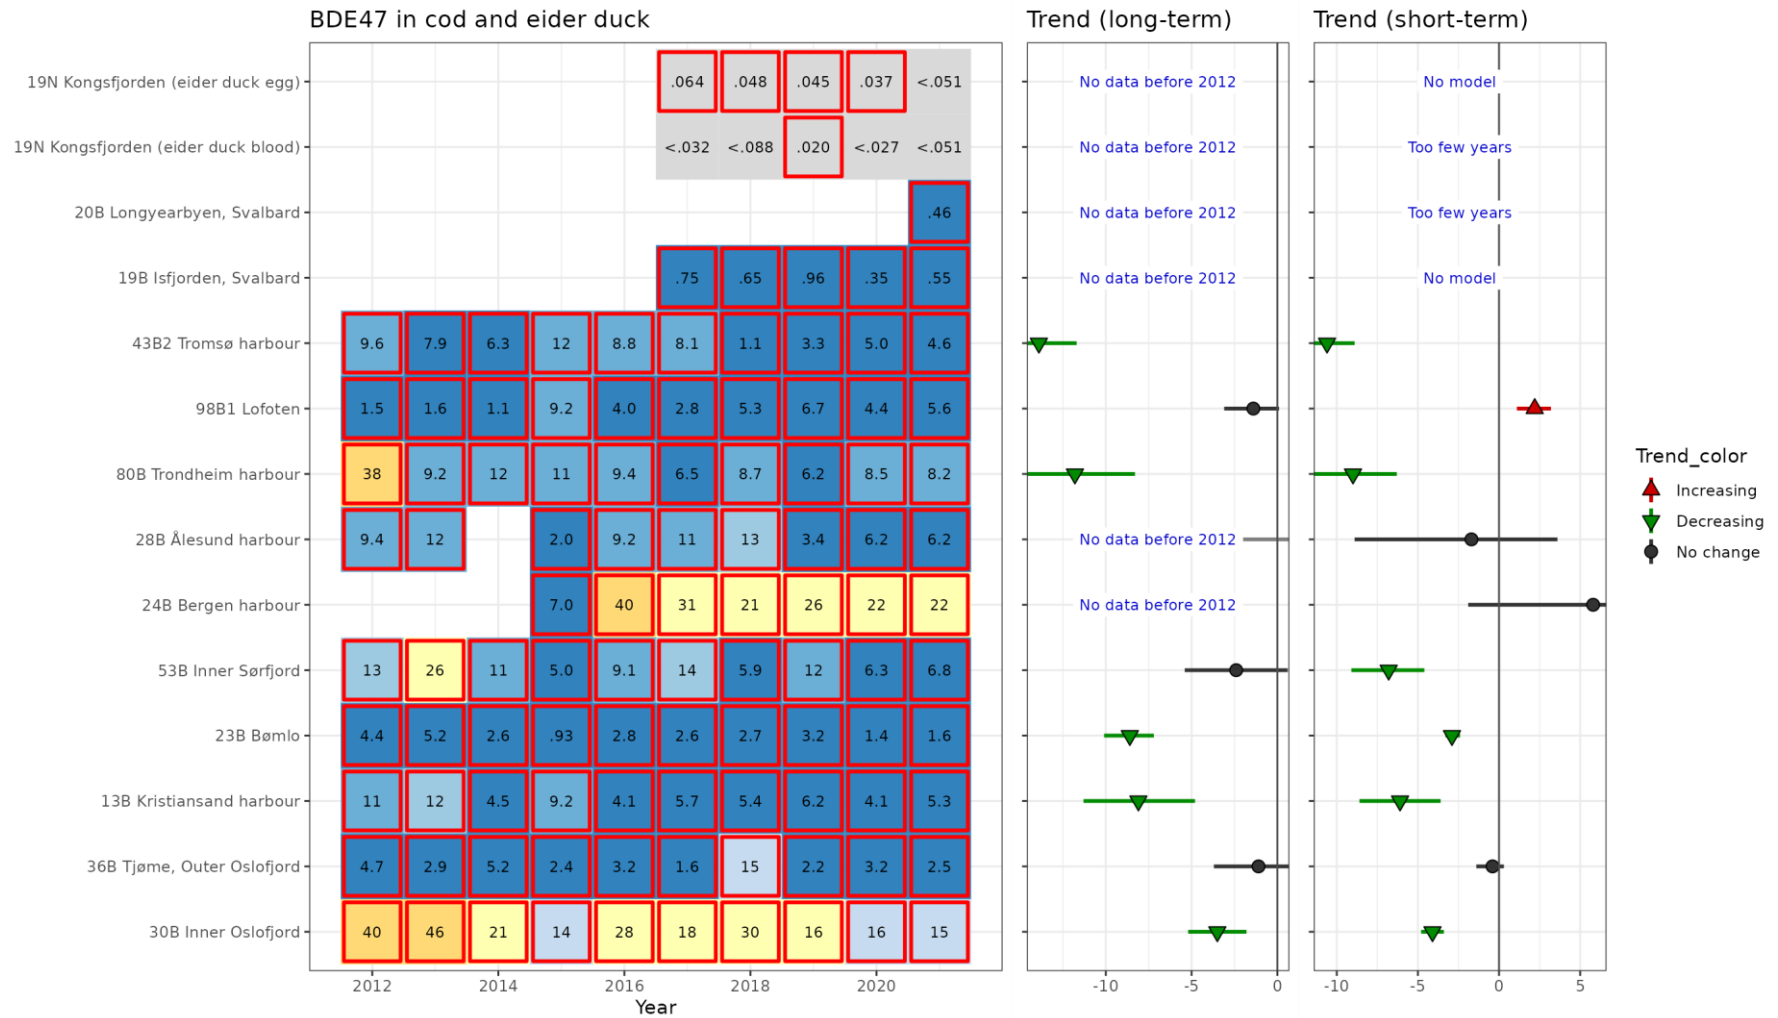 BDE47 in cod and eider duck
Trend (long-term)
Trend (short-term)
19N Kongsfjorden (eider duck egg) .064 .048 .045 .037 <.051 No data before 2012 No model
19N Kongsfjorden (eider duck blood) <.032 <.088 .020 <.027 <.051 No data before 2012 Too few years
20B Longyearbyen, Svalbard .46 No data before 2012 Too few years
19B Isfjorden, Svalbard .75 .65 .96 .35 .55 No data before 2012 No model
43B2 Tromsø harbour 9.6 7.9 6.3 12 8.8 8.1 1.1 3.3 5.0 4.6
98B1 Lofoten 1.5 1.6 1.1 9.2 4.0 2.8 5.3 6.7 4.4 5.6
80B Trondheim harbour 38 9.2 12 11 9.4 6.5 8.7 6.2 8.5 8.2
28B Ålesund harbour 9.4 12 2.0 9.2 11 13 3.4 6.2 6.2 No data before 2012
24B Bergen harbour 7.0 40 31 21 26 22 22 No data before 2012
53B Inner Sørfjord 13 26 11 5.0 9.1 14 5.9 12 6.3 6.8
23B Bømlo 4.4 5.2 2.6 .93 2.8 2.6 2.7 3.2 1.4 1.6
13B Kristiansand harbour 11 12 4.5 9.2 4.1 5.7 5.4 6.2 4.1 5.3
36B Tjøme, Outer Oslofjord 4.7 2.9 5.2 2.4 3.2 1.6 15 2.2 3.2 2.5
30B Inner Oslofjord 40 46 21 14 28 18 30 16 16 15
2012 2014 2016 2018 2020
Year
-10 -5 0
-10 -5 0 5
Trend_color
Increasing
Decreasing
No change